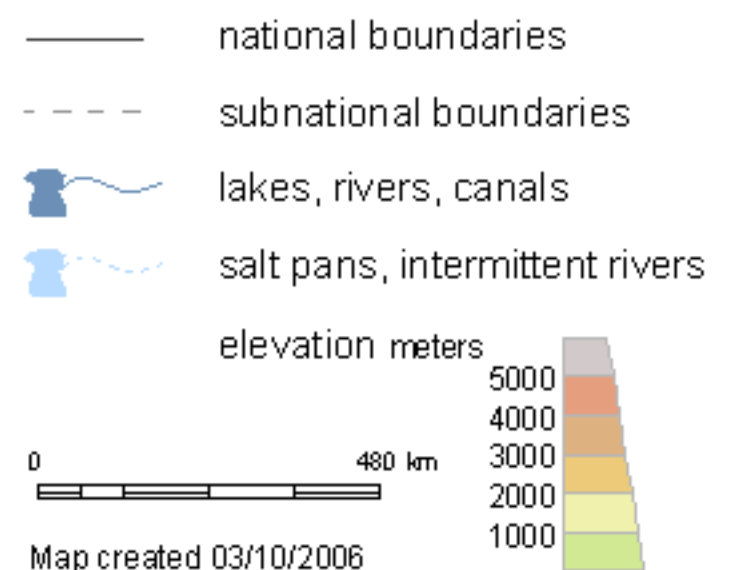 national boundaries
subnational boundaries
lakes, rivers, canals
salt pans, intermittent rivers
elevation meters
5000
4000
3000
2000
1000
0 480 km
Map created 03/10/2006